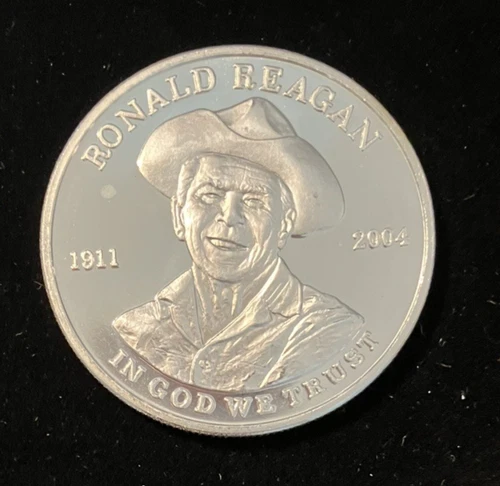 RONALD REAGAN
1911
2004
IN GOD WE TRUST